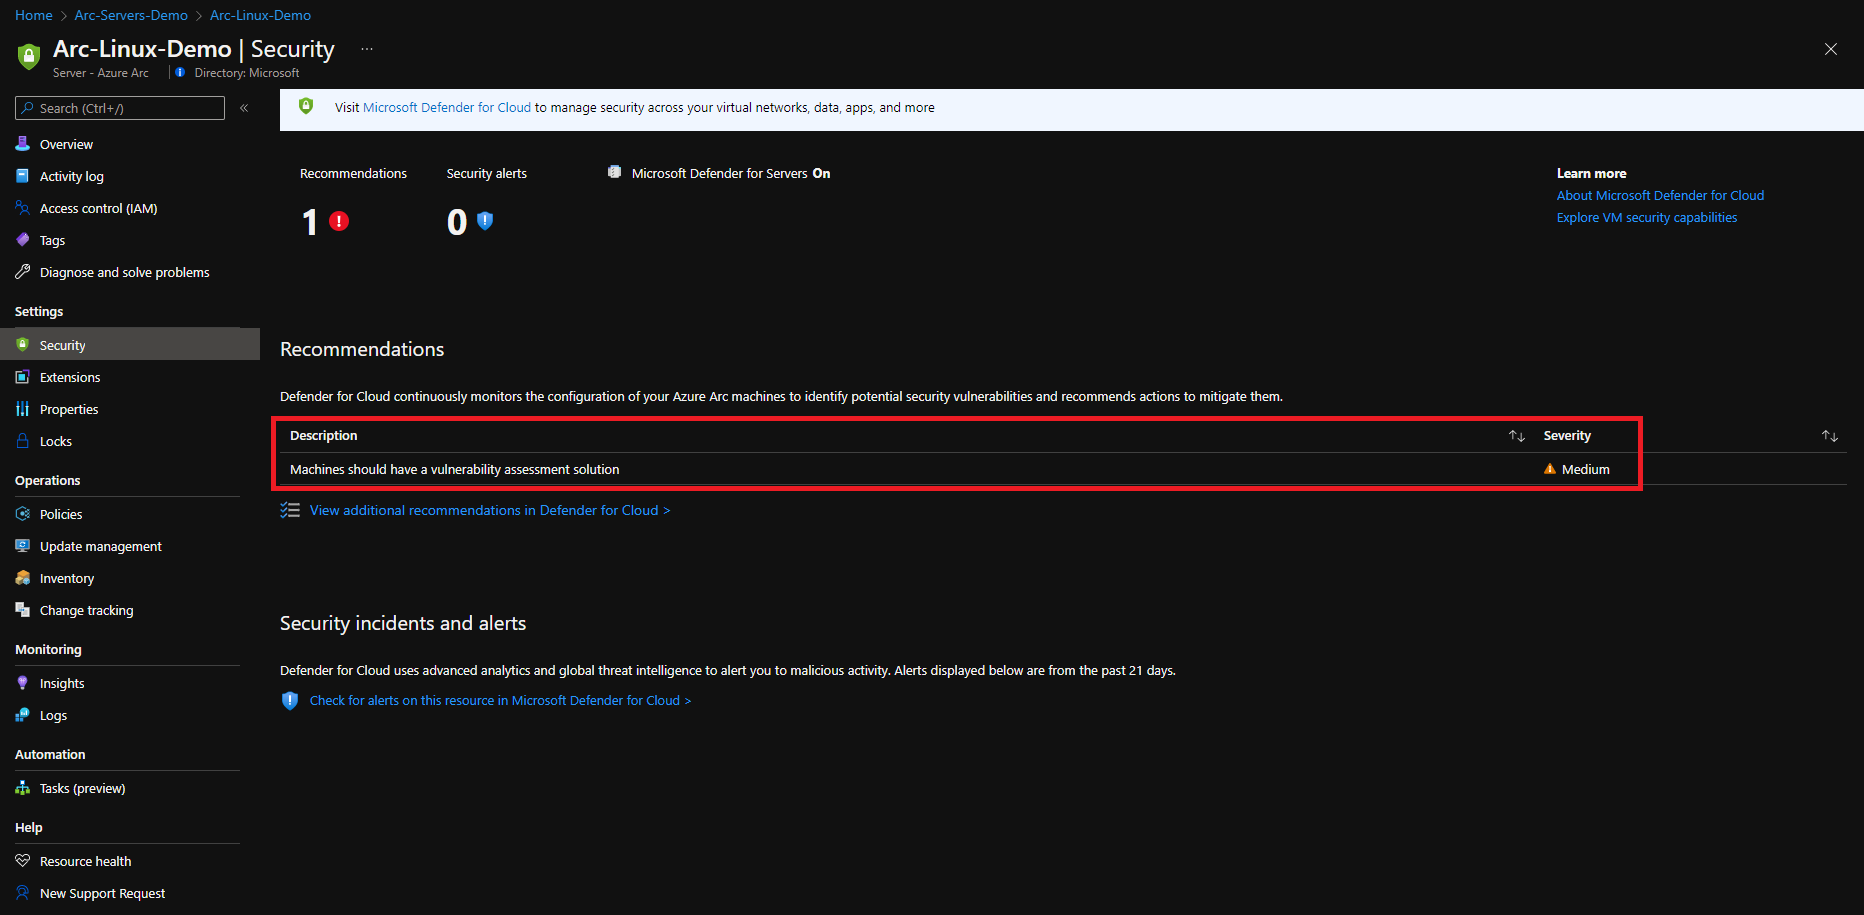 Home > Arc-Servers-Demo > Arc-Linux-Demo
Arc-Linux-Demo | Security ...
Server - Azure Arc | Directory: Microsoft
Search (Ctrl+/) «
Overview
Activity log
Access control (IAM)
Tags
Diagnose and solve problems
Settings
Security
Extensions
Properties
Locks
Operations
Policies
Update management
Inventory
Change tracking
Monitoring
Insights
Logs
Automation
Tasks (preview)
Help
Resource health
New Support Request
Visit Microsoft Defender for Cloud to manage security across your virtual networks, data, apps, and more
Recommendations
1
Security alerts
0
Microsoft Defender for Servers On
Learn more
About Microsoft Defender for Cloud
Explore VM security capabilities
Recommendations
Defender for Cloud continuously monitors the configuration of your Azure Arc machines to identify potential security vulnerabilities and recommends actions to mitigate them.
Description ↑↓ Severity ↑↓
Machines should have a vulnerability assessment solution Medium
View additional recommendations in Defender for Cloud >
Security incidents and alerts
Defender for Cloud uses advanced analytics and global threat intelligence to alert you to malicious activity. Alerts displayed below are from the past 21 days.
Check for alerts on this resource in Microsoft Defender for Cloud >